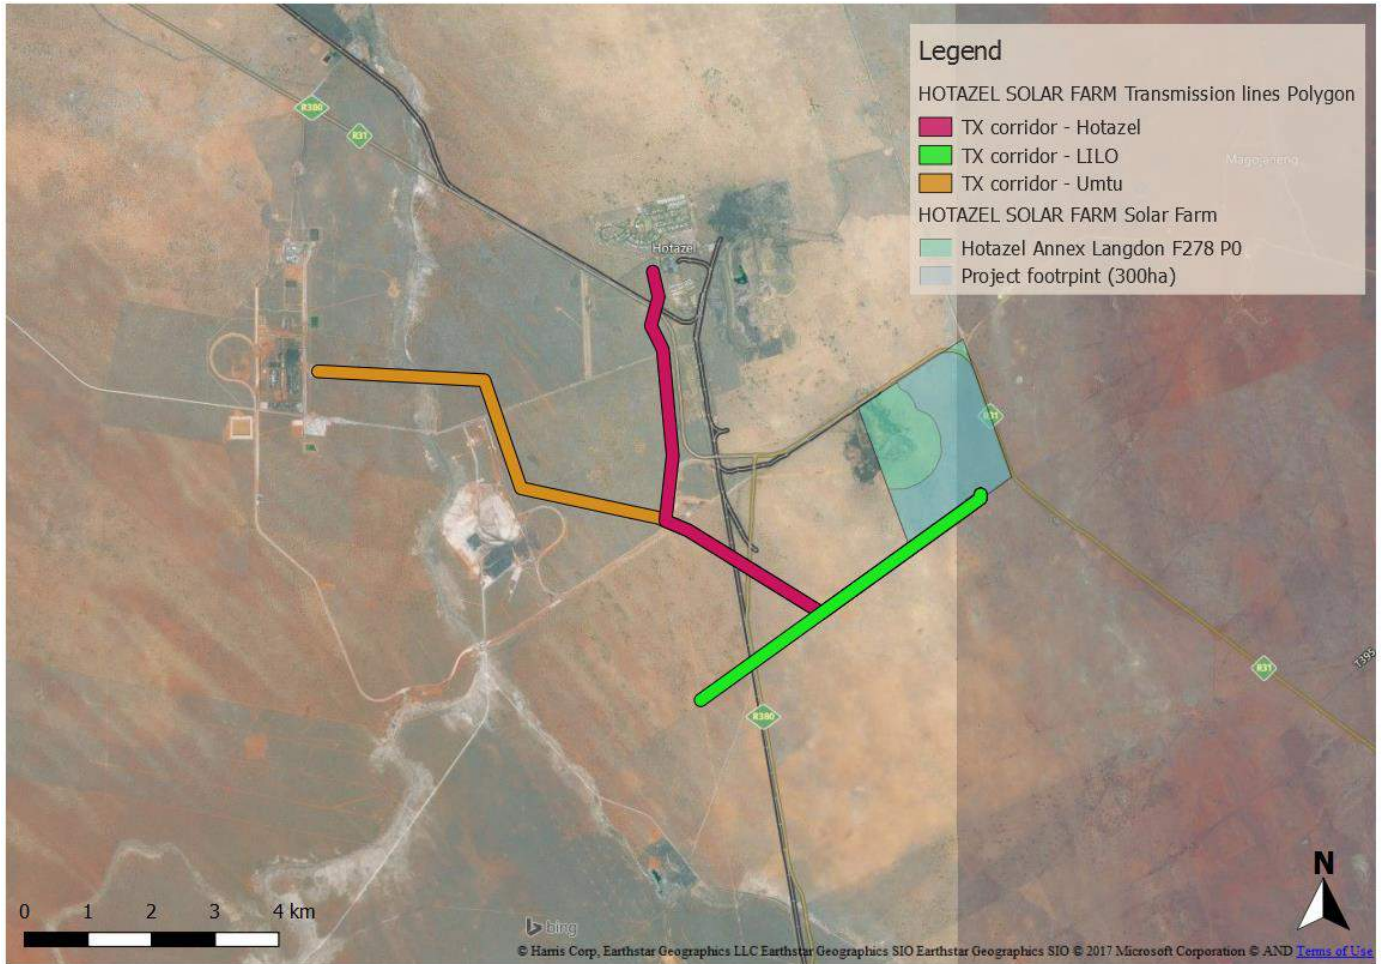 Legend
HOTAZEL SOLAR FARM Transmission lines Polygon
TX corridor - Hotazel
TX corridor - LILO
TX corridor - Umtu
HOTAZEL SOLAR FARM Solar Farm
Hotazel Annex Langdon F278 P0
Project footrpint (300ha)
R380
R31
Magojaneng
Hotazel
R31
R31
T395
R380
N
0 1 2 3 4 km
bing
© Harris Corp, Earthstar Geographics LLC Earthstar Geographics SIO Earthstar Geographics SIO © 2017 Microsoft Corporation © AND Terms of Use